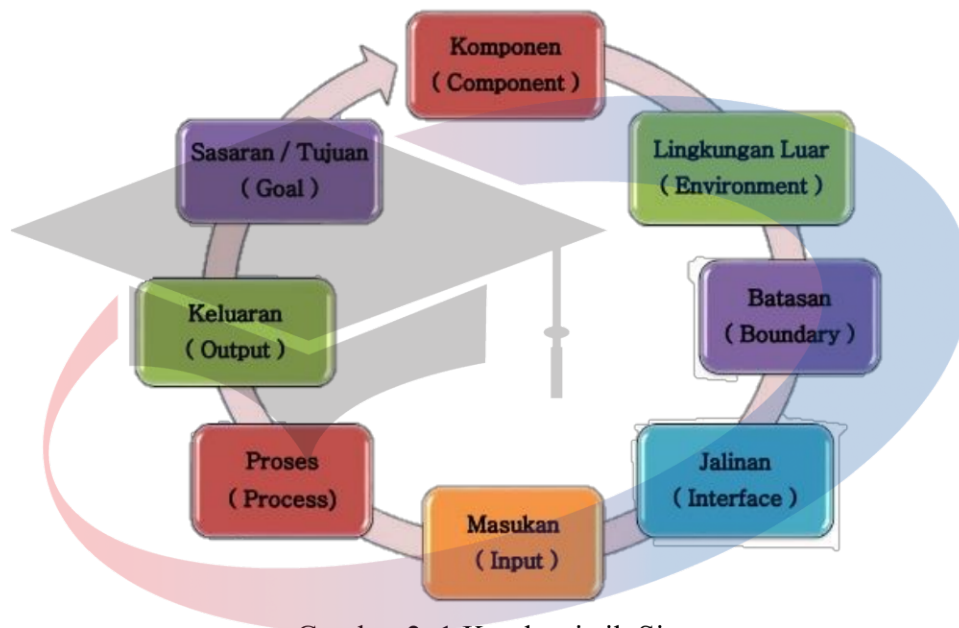 Komponen
( Component )
Lingkungan Luar
( Environment )
Batasan
( Boundary )
Jalinan
( Interface )
Masukan
( Input )
Proses
( Process)
Keluaran
( Output )
Sasaran / Tujuan
( Goal )